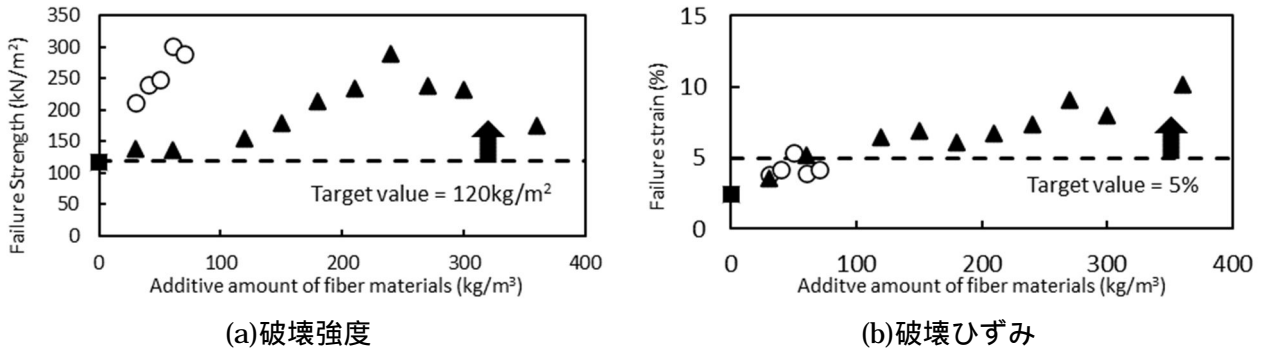 350
300
250
200
150
100
50
0
Failure Strength (kN/m²)
Target value = 120kg/m²
0 100 200 300 400
Additive amount of fiber materials (kg/m³)
(a)破壊強度
15
10
5
0
Failure strain (%)
Target value = 5%
0 100 200 300 400
Additive amount of fiber materials (kg/m³)
(b)破壊ひずみ